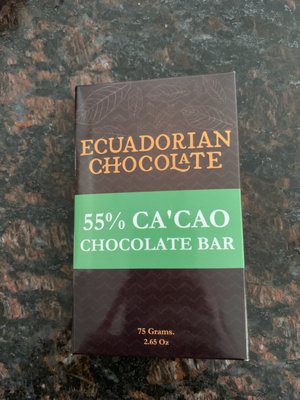 ECUADORIAN
CHOCOLATE
55% CA'CAO
CHOCOLATE BAR
75 Grams.
2.65 Oz